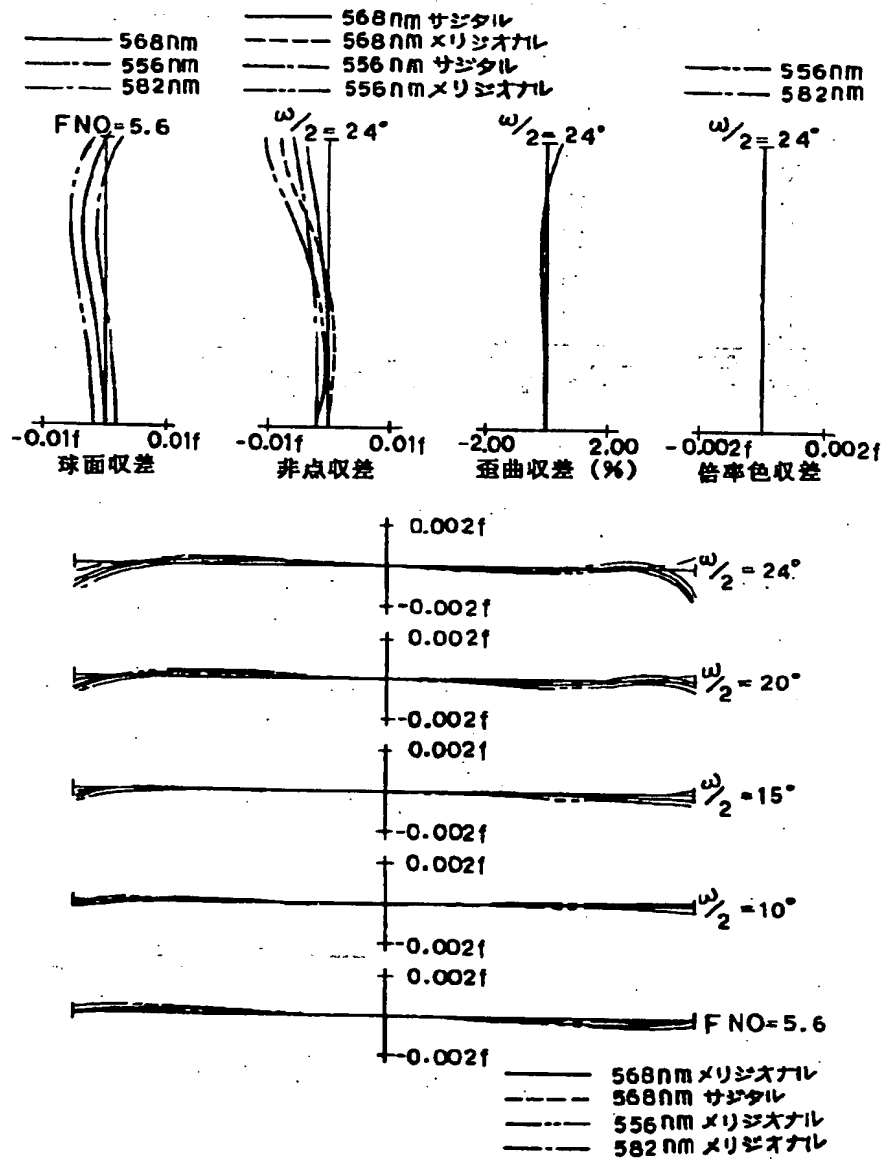 568nm
556nm
582nm
568nm サジタル
568nm メリジオナル
556nm サジタル
556nm メリジオナル
556nm
582nm
FNO=5.6
ω/2=24°
ω/2=24°
ω/2=24°
-0.01f 0.01f
球面収差
-0.01f 0.01f
非点収差
-2.00 2.00
歪曲収差 (%)
-0.002f 0.002f
倍率色収差
0.002f
ω/2=24°
-0.002f
0.002f
ω/2=20°
-0.002f
0.002f
ω/2=15°
-0.002f
0.002f
ω/2=10°
-0.002f
0.002f
FNO=5.6
-0.002f
568nm メリジオナル
568nm サジタル
556nm メリジオナル
582nm メリジオナル